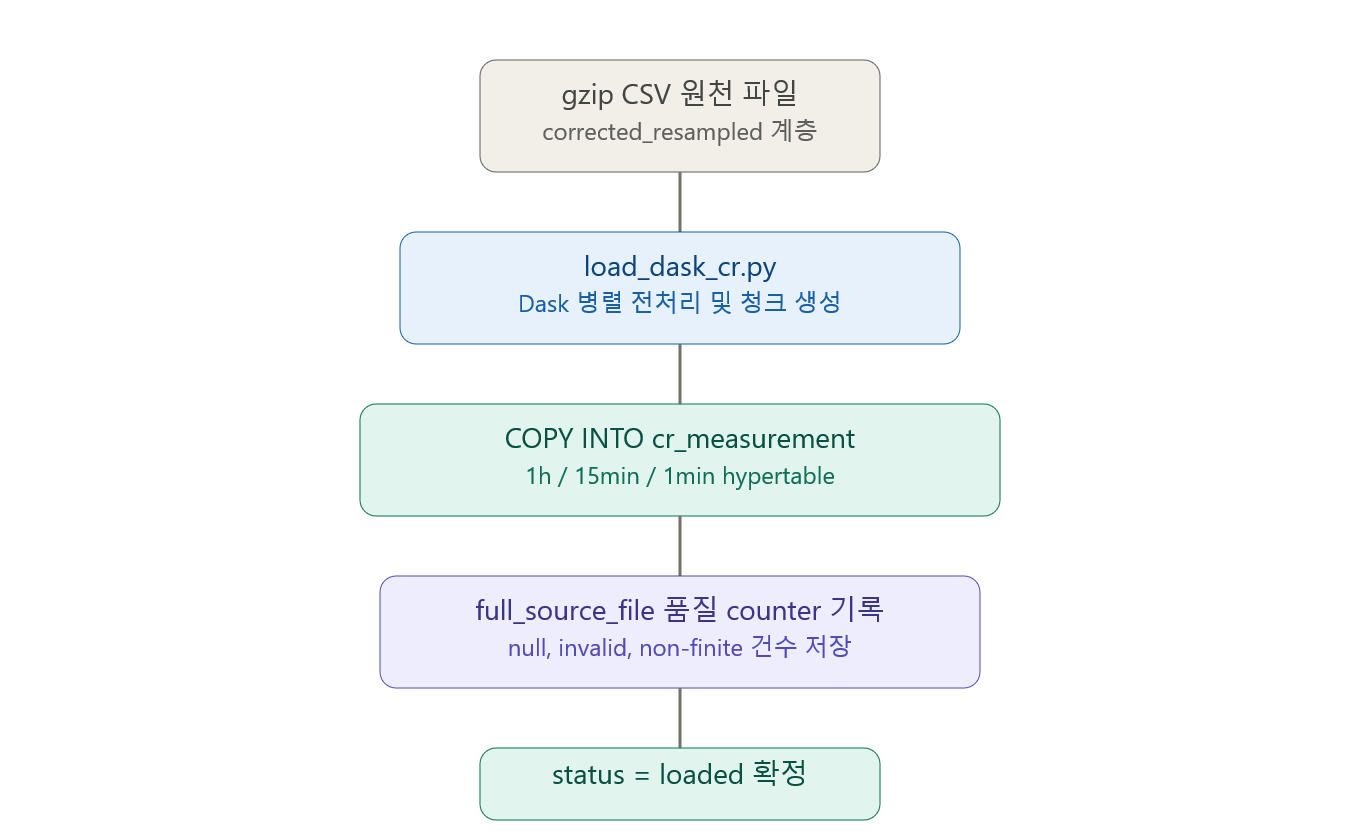 gzip CSV 원천 파일
corrected_resampled 계층
load_dask_cr.py
Dask 병렬 전처리 및 청크 생성
COPY INTO cr_measurement
1h / 15min / 1min hypertable
full_source_file 품질 counter 기록
null, invalid, non-finite 건수 저장
status = loaded 확정